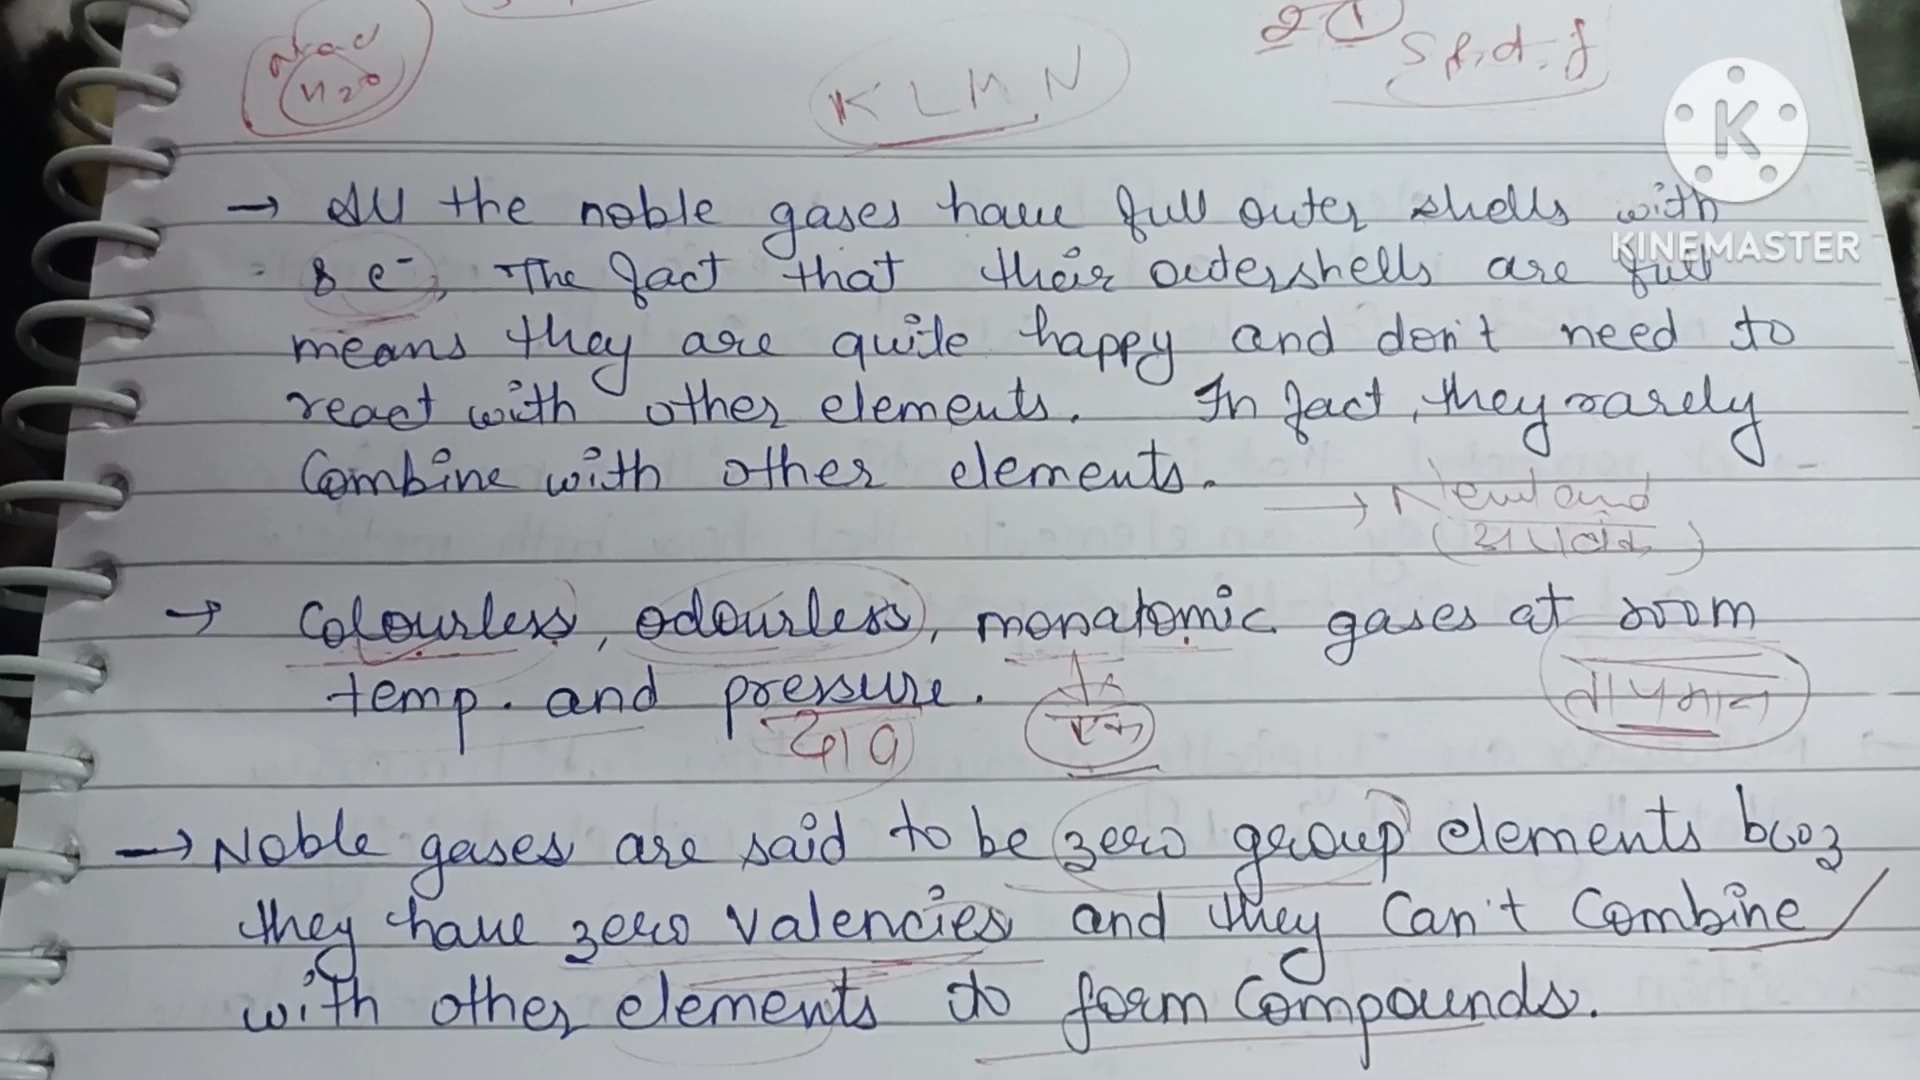 KLMN
S p, d, f
→ All the noble gases have full outer shells with
8 e⁻, The fact that their outershells are full
means they are quite happy and don't need to
react with other elements. In fact, they rarely
Combine with other elements.
→ Newland
→ Colourless, odourless, monatomic gases at room
temp. and pressure.
एक
तापमान
दाब
→ Noble gases are said to be zero group elements bcoz
they have zero valencies and they Can't Combine
with other elements to form Compounds.
K
KINEMASTER